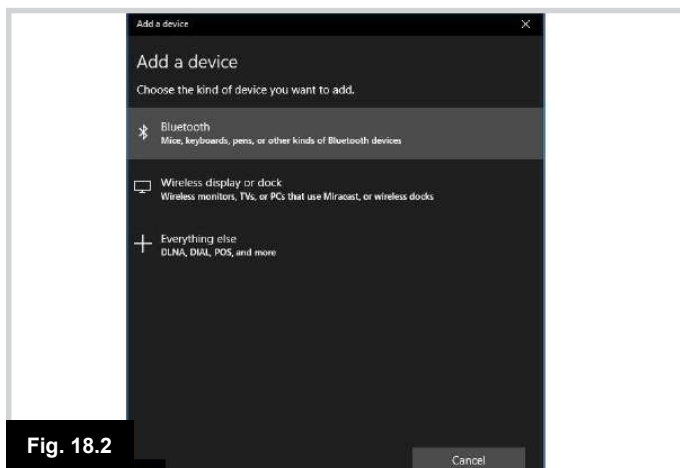 Add a device
Add a device
Choose the kind of device you want to add.
Bluetooth
Mice, keyboards, pens, or other kinds of Bluetooth devices
Wireless display or dock
Wireless monitors, TVs, or PCs that use Miracast, or wireless docks
Everything else
DLNA, DIAL, POS, and more
Fig. 18.2
Cancel